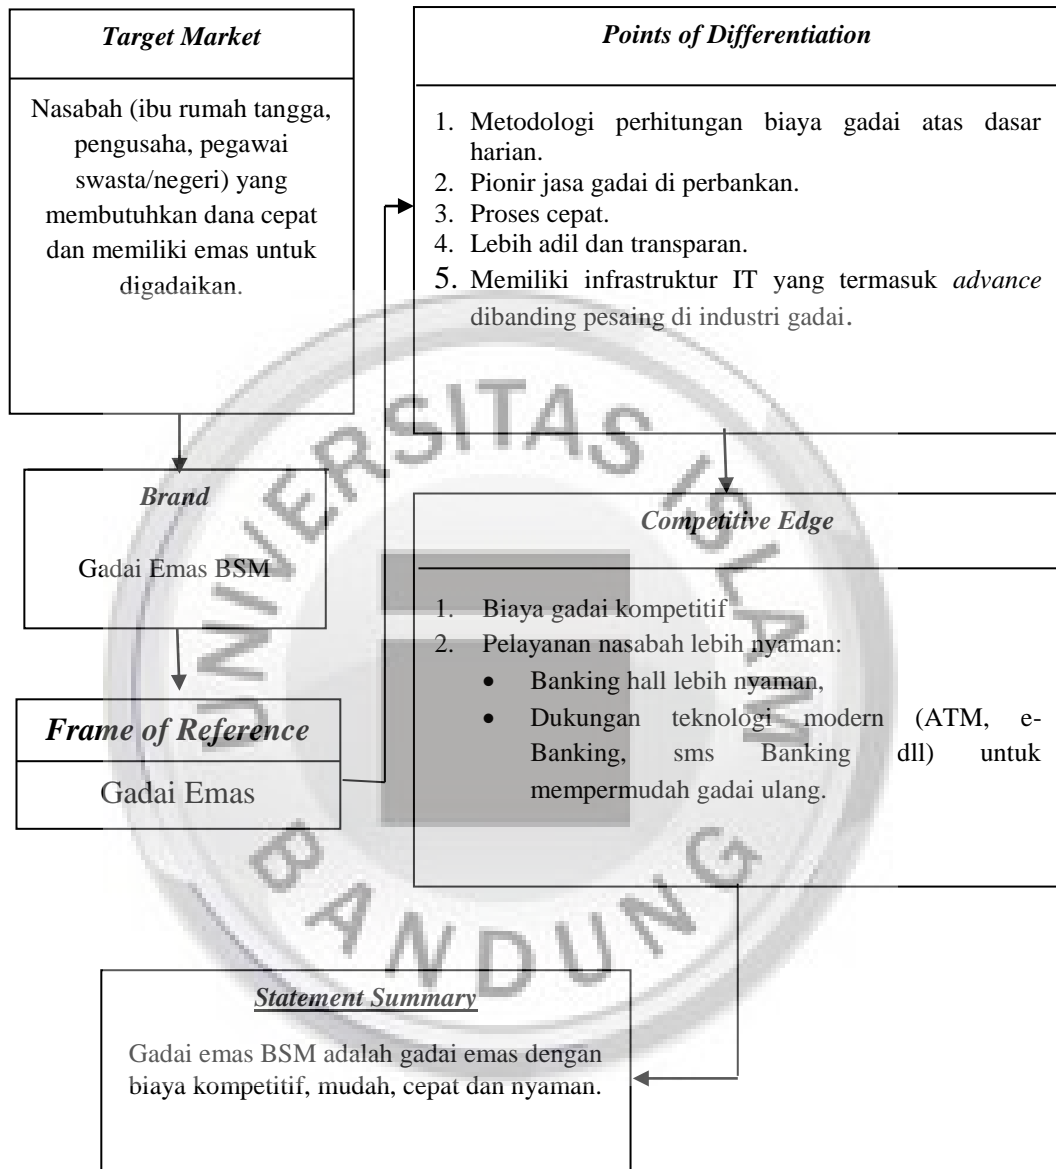 Target Market
Nasabah (ibu rumah tangga,
pengusaha, pegawai
swasta/negeri) yang
membutuhkan dana cepat
dan memiliki emas untuk
digadaikan.
Brand
Gadai Emas BSM
Frame of Reference
Gadai Emas
Points of Differentiation
1. Metodologi perhitungan biaya gadai atas dasar
harian.
2. Pionir jasa gadai di perbankan.
3. Proses cepat.
4. Lebih adil dan transparan.
5. Memiliki infrastruktur IT yang termasuk advance
dibanding pesaing di industri gadai.
Competitive Edge
1. Biaya gadai kompetitif
2. Pelayanan nasabah lebih nyaman:
• Banking hall lebih nyaman,
• Dukungan teknologi modern (ATM, e-
Banking, sms Banking dll) untuk
mempermudah gadai ulang.
Statement Summary
Gadai emas BSM adalah gadai emas dengan
biaya kompetitif, mudah, cepat dan nyaman.
UNIVERSITAS ISLAM
BANDUNG